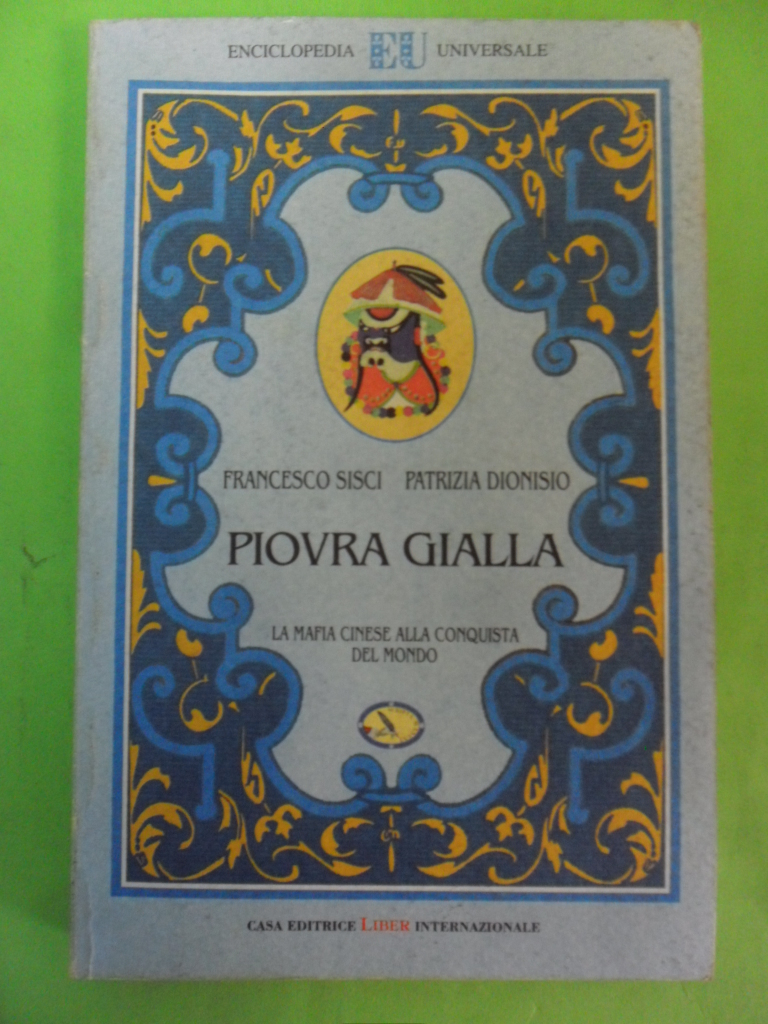 ENCICLOPEDIA EU UNIVERSALE
FRANCESCO SISCI PATRIZIA DIONISIO
PIOVRA GIALLA
LA MAFIA CINESE ALLA CONQUISTA
DEL MONDO
CASA EDITRICE LIBER INTERNAZIONALE